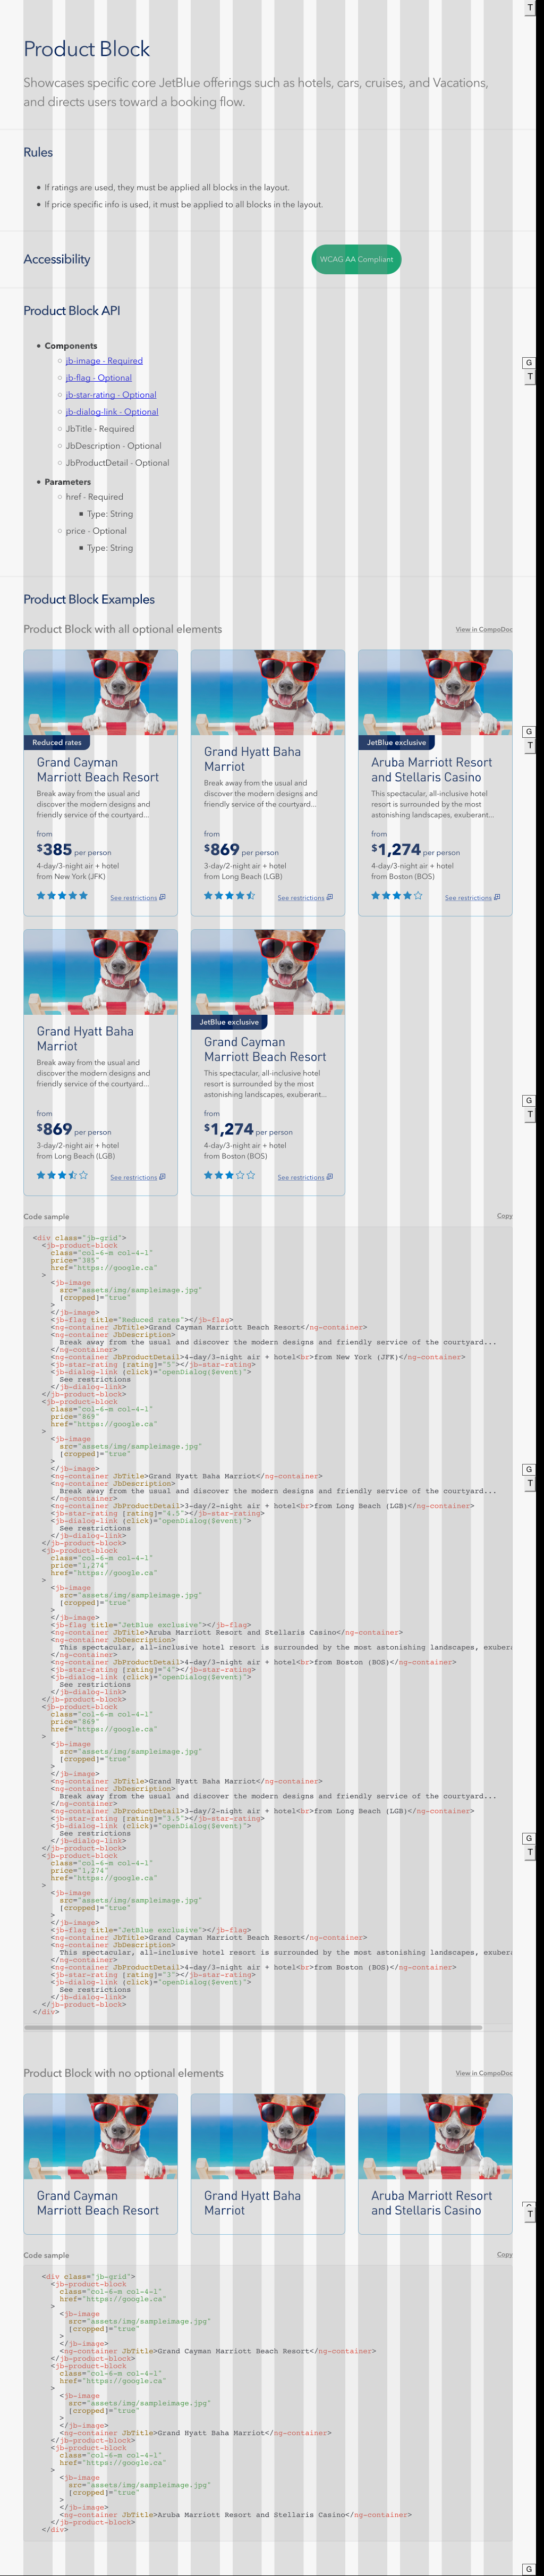 T
Product Block
Showcases specific core JetBlue offerings such as hotels, cars, cruises, and Vacations,
and directs users toward a booking flow.
Rules
If ratings are used, they must be applied all blocks in the layout.
If price specific info is used, it must be applied to all blocks in the layout.
Accessibility
WCAG AA Compliant
Product Block API
Components
G
jb-image - Required
T
jb-flag - Optional
jb-star-rating - Optional
jb-dialog-link - Optional
JbTitle - Required
JbDescription - Optional
JbProductDetail - Optional
Parameters
href - Required
Type: String
price - Optional
Type: String
Product Block Examples
Product Block with all optional elements
View in CompoDoc
G
T
Reduced rates
Grand Cayman
Marriott Beach Resort
Break away from the usual and
discover the modern designs and
friendly service of the courtyard...
from
$385 per person
4-day/3-night air + hotel
from New York (JFK)
See restrictions
Grand Hyatt Baha
Marriot
Break away from the usual and
discover the modern designs and
friendly service of the courtyard...
from
$869 per person
3-day/2-night air + hotel
from Long Beach (LGB)
See restrictions
JetBlue exclusive
Aruba Marriott Resort
and Stellaris Casino
This spectacular, all-inclusive hotel
resort is surrounded by the most
astonishing landscapes, exuberant...
from
$1,274 per person
4-day/3-night air + hotel
from Boston (BOS)
See restrictions
Grand Hyatt Baha
Marriot
Break away from the usual and
discover the modern designs and
friendly service of the courtyard...
from
$869 per person
3-day/2-night air + hotel
from Long Beach (LGB)
See restrictions
JetBlue exclusive
Grand Cayman
Marriott Beach Resort
This spectacular, all-inclusive hotel
resort is surrounded by the most
astonishing landscapes, exuberant...
from
$1,274 per person
4-day/3-night air + hotel
from Boston (BOS)
See restrictions
G
T
Code sample
Copy
<div class="jb-grid">
<jb-product-block
class="col-6-m col-4-l"
price="385"
href="https://google.ca"
>
<jb-image
src="assets/img/sampleimage.jpg"
[cropped]="true"
>
</jb-image>
<jb-flag title="Reduced rates"></jb-flag>
<ng-container JbTitle>Grand Cayman Marriott Beach Resort</ng-container>
<ng-container JbDescription>
Break away from the usual and discover the modern designs and friendly service of the courtyard...
</ng-container>
<ng-container JbProductDetail>4-day/3-night air + hotel<br>from New York (JFK)</ng-container>
<jb-star-rating [rating]="5"></jb-star-rating>
<jb-dialog-link (click)="openDialog($event)">
See restrictions
</jb-dialog-link>
</jb-product-block>
<jb-product-block
class="col-6-m col-4-l"
price="869"
href="https://google.ca"
>
<jb-image
src="assets/img/sampleimage.jpg"
[cropped]="true"
>
</jb-image>
<ng-container JbTitle>Grand Hyatt Baha Marriot</ng-container>
<ng-container JbDescription>
Break away from the usual and discover the modern designs and friendly service of the courtyard...
</ng-container>
<ng-container JbProductDetail>3-day/2-night air + hotel<br>from Long Beach (LGB)</ng-container>
<jb-star-rating [rating]="4.5"></jb-star-rating>
<jb-dialog-link (click)="openDialog($event)">
See restrictions
</jb-dialog-link>
</jb-product-block>
<jb-product-block
class="col-6-m col-4-l"
price="1,274"
href="https://google.ca"
>
<jb-image
src="assets/img/sampleimage.jpg"
[cropped]="true"
>
</jb-image>
<jb-flag title="JetBlue exclusive"></jb-flag>
<ng-container JbTitle>Aruba Marriott Resort and Stellaris Casino</ng-container>
<ng-container JbDescription>
This spectacular, all-inclusive hotel resort is surrounded by the most astonishing landscapes, exubera
</ng-container>
<ng-container JbProductDetail>4-day/3-night air + hotel<br>from Boston (BOS)</ng-container>
<jb-star-rating [rating]="4"></jb-star-rating>
<jb-dialog-link (click)="openDialog($event)">
See restrictions
</jb-dialog-link>
</jb-product-block>
<jb-product-block
class="col-6-m col-4-l"
price="869"
href="https://google.ca"
>
<jb-image
src="assets/img/sampleimage.jpg"
[cropped]="true"
>
</jb-image>
<ng-container JbTitle>Grand Hyatt Baha Marriot</ng-container>
<ng-container JbDescription>
Break away from the usual and discover the modern designs and friendly service of the courtyard...
</ng-container>
<ng-container JbProductDetail>3-day/2-night air + hotel<br>from Long Beach (LGB)</ng-container>
<jb-star-rating [rating]="3.5"></jb-star-rating>
<jb-dialog-link (click)="openDialog($event)">
See restrictions
</jb-dialog-link>
</jb-product-block>
<jb-product-block
class="col-6-m col-4-l"
price="1,274"
href="https://google.ca"
>
<jb-image
src="assets/img/sampleimage.jpg"
[cropped]="true"
>
</jb-image>
<jb-flag title="JetBlue exclusive"></jb-flag>
<ng-container JbTitle>Grand Cayman Marriott Beach Resort</ng-container>
<ng-container JbDescription>
This spectacular, all-inclusive hotel resort is surrounded by the most astonishing landscapes, exubera
</ng-container>
<ng-container JbProductDetail>4-day/3-night air + hotel<br>from Boston (BOS)</ng-container>
<jb-star-rating [rating]="3"></jb-star-rating>
<jb-dialog-link (click)="openDialog($event)">
See restrictions
</jb-dialog-link>
</jb-product-block>
</div>
G
T
G
T
Product Block with no optional elements
View in CompoDoc
Grand Cayman
Marriott Beach Resort
Grand Hyatt Baha
Marriot
Aruba Marriott Resort
and Stellaris Casino
T
Code sample
Copy
<div class="jb-grid">
<jb-product-block
class="col-6-m col-4-l"
href="https://google.ca"
>
<jb-image
src="assets/img/sampleimage.jpg"
[cropped]="true"
>
</jb-image>
<ng-container JbTitle>Grand Cayman Marriott Beach Resort</ng-container>
</jb-product-block>
<jb-product-block
class="col-6-m col-4-l"
href="https://google.ca"
>
<jb-image
src="assets/img/sampleimage.jpg"
[cropped]="true"
>
</jb-image>
<ng-container JbTitle>Grand Hyatt Baha Marriot</ng-container>
</jb-product-block>
<jb-product-block
class="col-6-m col-4-l"
href="https://google.ca"
>
<jb-image
src="assets/img/sampleimage.jpg"
[cropped]="true"
>
</jb-image>
<ng-container JbTitle>Aruba Marriott Resort and Stellaris Casino</ng-container>
</jb-product-block>
</div>
G